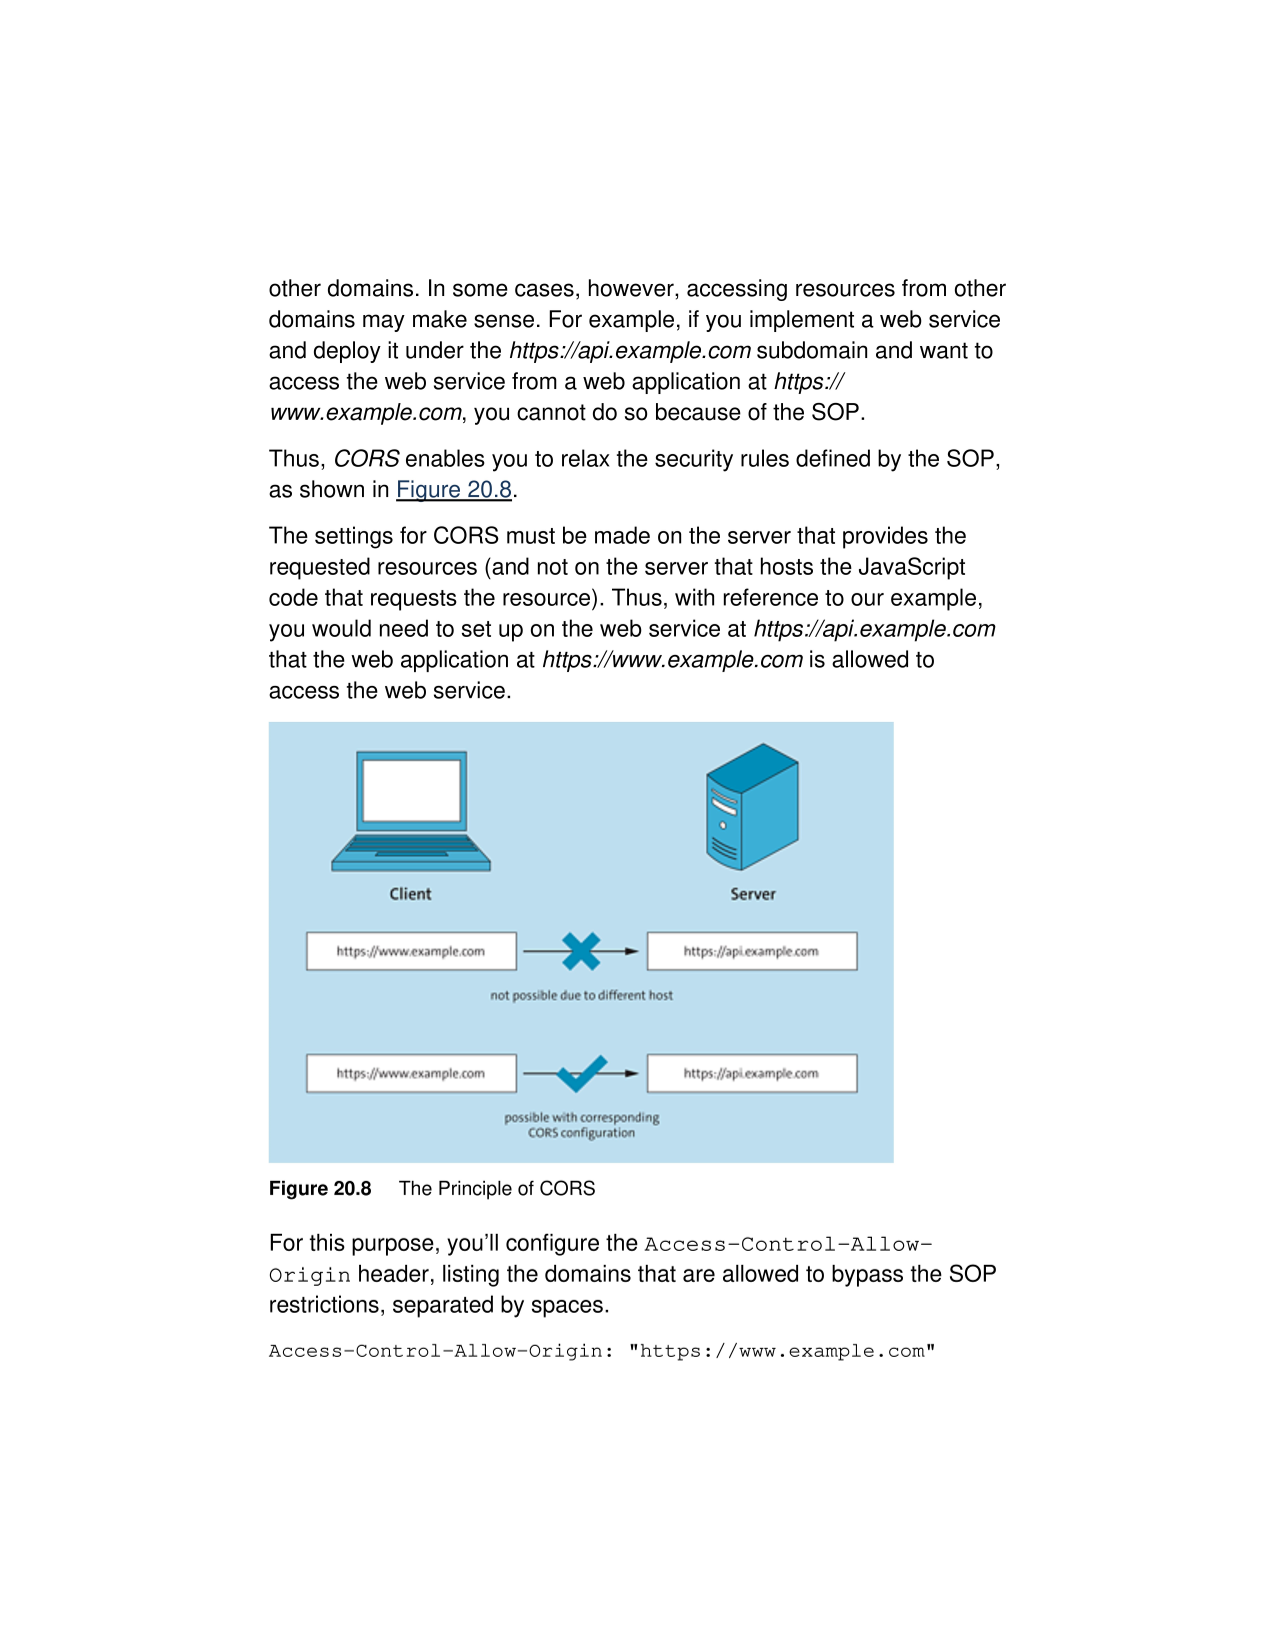 other domains. In some cases, however, accessing resources from other
domains may make sense. For example, if you implement a web service
and deploy it under the https://api.example.com subdomain and want to
access the web service from a web application at https://
www.example.com, you cannot do so because of the SOP.
Thus, CORS enables you to relax the security rules defined by the SOP,
as shown in Figure 20.8.
The settings for CORS must be made on the server that provides the
requested resources (and not on the server that hosts the JavaScript
code that requests the resource). Thus, with reference to our example,
you would need to set up on the web service at https://api.example.com
that the web application at https://www.example.com is allowed to
access the web service.
Client
Server
https://www.example.com
https://api.example.com
not possible due to different host
https://www.example.com
https://api.example.com
possible with corresponding
CORS configuration
Figure 20.8 The Principle of CORS
For this purpose, you’ll configure the Access-Control-Allow-
Origin header, listing the domains that are allowed to bypass the SOP
restrictions, separated by spaces.
Access-Control-Allow-Origin: "https://www.example.com"